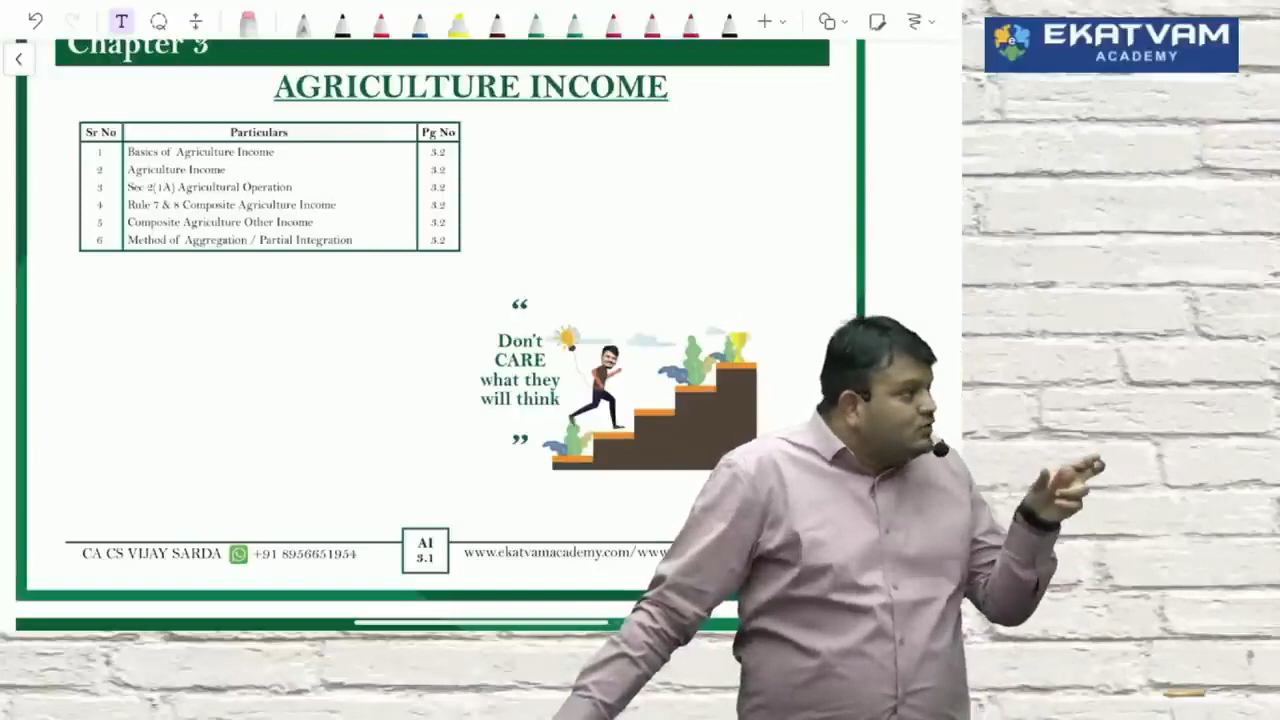 Chapter 3
AGRICULTURE INCOME
Sr No Particulars Pg No
1 Basics of Agriculture Income 3.2
2 Agriculture Income 3.2
3 Sec 2(1A) Agricultural Operation 3.2
4 Rule 7 & 8 Composite Agriculture Income 3.2
5 Composite Agriculture Other Income 3.2
6 Method of Aggregation / Partial Integration 3.2
“
Don't
CARE
what they
will think
”
CA CS VIJAY SARDA +91 8956651954
AI
3.1
www.ekatvamacademy.com/www
EKATVAM
ACADEMY
T